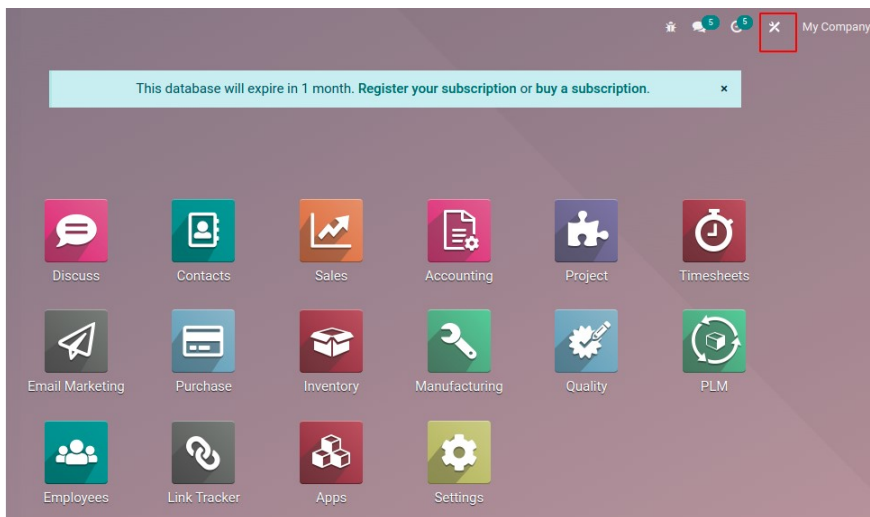 5 5 My Company
This database will expire in 1 month. Register your subscription or buy a subscription. ×
Discuss Contacts Sales Accounting Project Timesheets
Email Marketing Purchase Inventory Manufacturing Quality PLM
Employees Link Tracker Apps Settings